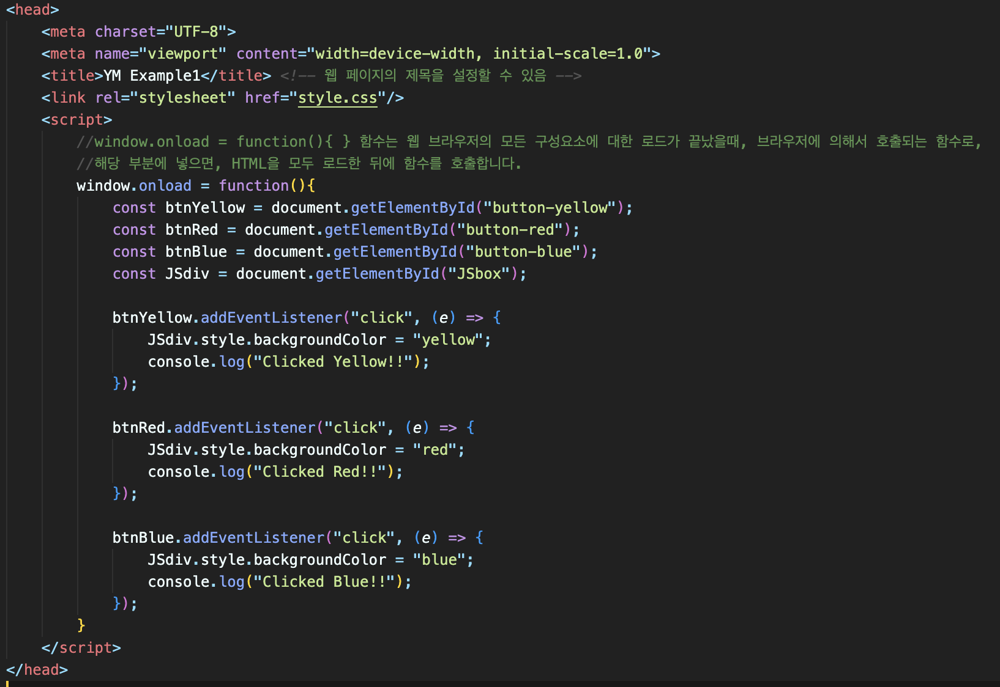 <head>
<meta charset="UTF-8">
<meta name="viewport" content="width=device-width, initial-scale=1.0">
<title>YM Example1</title> <!-- 웹 페이지의 제목을 설정할 수 있음 -->
<link rel="stylesheet" href="style.css"/>
<script>
//window.onload = function(){ } 함수는 웹 브라우저의 모든 구성요소에 대한 로드가 끝났을때, 브라우저에 의해서 호출되는 함수로,
//해당 부분에 넣으면, HTML을 모두 로드한 뒤에 함수를 호출합니다.
window.onload = function(){
const btnYellow = document.getElementById("button-yellow");
const btnRed = document.getElementById("button-red");
const btnBlue = document.getElementById("button-blue");
const JSdiv = document.getElementById("JSbox");
btnYellow.addEventListener("click", (e) => {
JSdiv.style.backgroundColor = "yellow";
console.log("Clicked Yellow!!");
});
btnRed.addEventListener("click", (e) => {
JSdiv.style.backgroundColor = "red";
console.log("Clicked Red!!");
});
btnBlue.addEventListener("click", (e) => {
JSdiv.style.backgroundColor = "blue";
console.log("Clicked Blue!!");
});
}
</script>
</head>